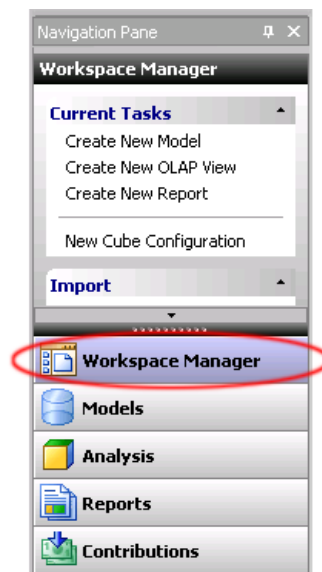 Navigation Pane
Workspace Manager
Current Tasks
Create New Model
Create New OLAP View
Create New Report
New Cube Configuration
Import
Workspace Manager
Models
Analysis
Reports
Contributions